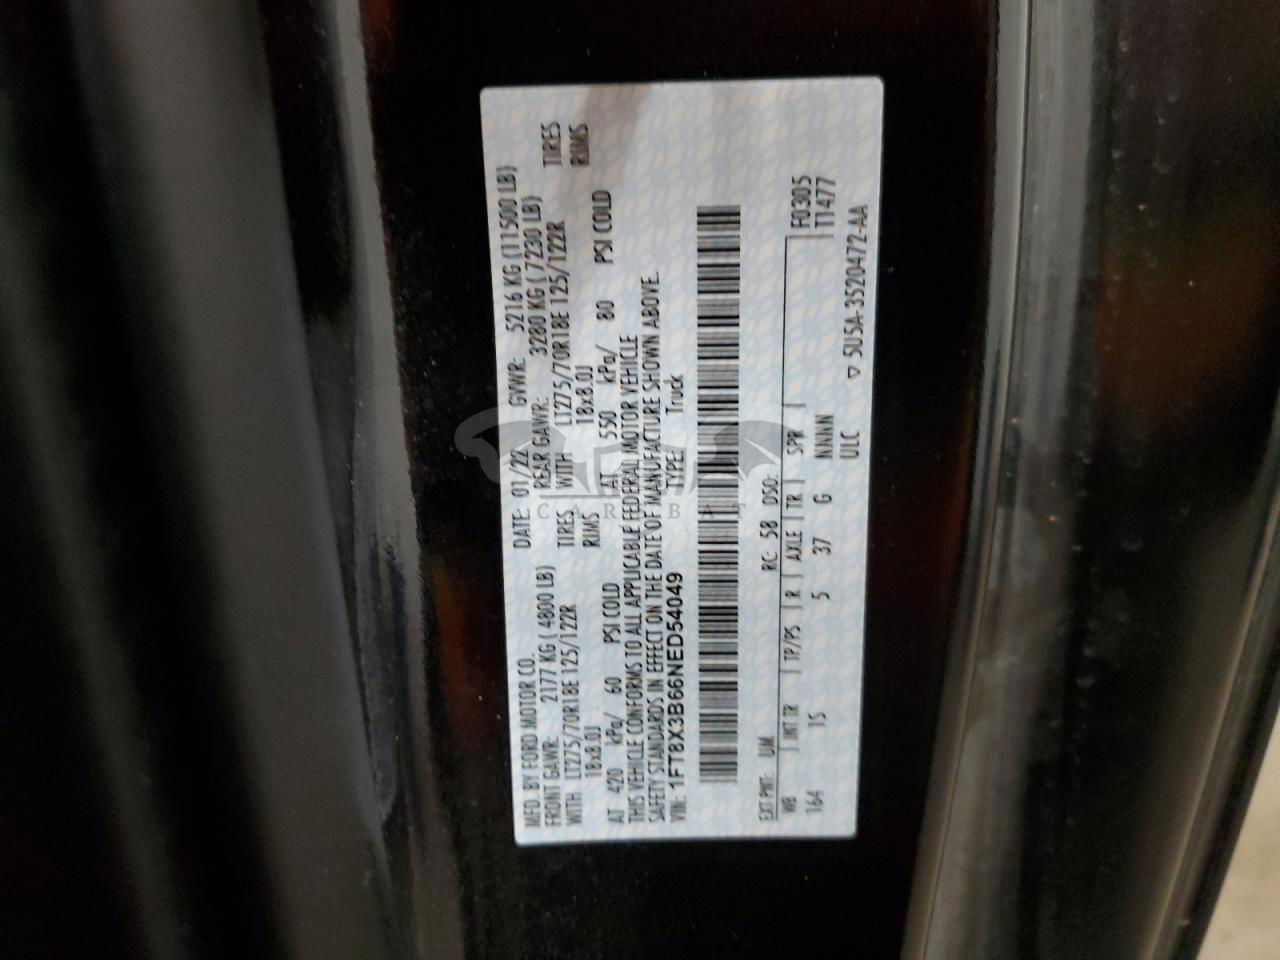 MFD. BY FORD MOTOR CO. DATE: 01/22 GVWR: 5216 KG (11500 LB)
FRONT GAWR: 2177 KG ( 4800 LB) REAR GAWR: 3280 KG ( 7230 LB)
WITH LT275/70R18E 125/122R TIRES WITH LT275/70R18E 125/122R TIRES
18x8.0J RIMS 18x8.0J RIMS
AT 420 kPa/ 60 PSI COLD AT 550 kPa/ 80 PSI COLD
THIS VEHICLE CONFORMS TO ALL APPLICABLE FEDERAL MOTOR VEHICLE
SAFETY STANDARDS IN EFFECT ON THE DATE OF MANUFACTURE SHOWN ABOVE.
VIN: 1FT8X3B66NED54049 TYPE: Truck
EXT PNT: UM RC: 58 DSO:
WB INT TR TP/PS R AXLE TR SPR F0305
164 1S 5 37 G NNNN T1477
ULC ▽ 5U5A-3520472-AA
CAR BAT